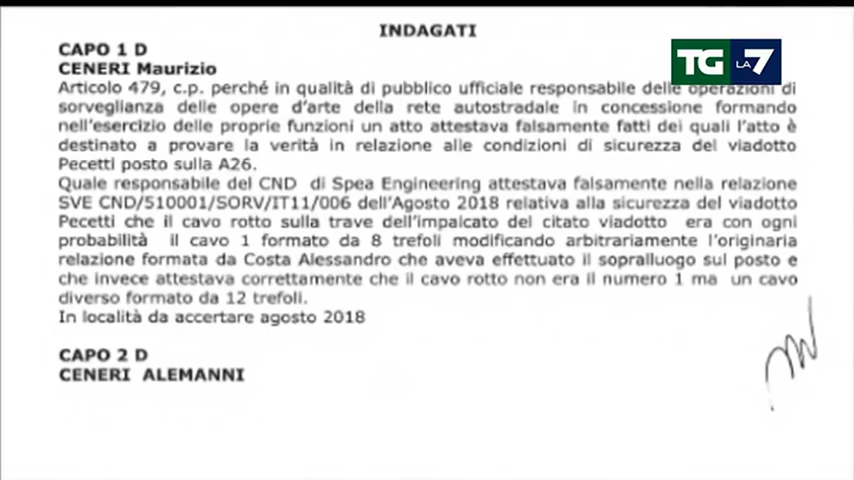 INDAGATI
TG LA7
CAPO 1 D
CENERI Maurizio
Articolo 479, c.p. perché in qualità di pubblico ufficiale responsabile delle operazioni di
sorveglianza delle opere d'arte della rete autostradale in concessione formando
nell'esercizio delle proprie funzioni un atto attestava falsamente fatti dei quali l'atto è
destinato a provare la verità in relazione alle condizioni di sicurezza del viadotto
Pecetti posto sulla A26.
Quale responsabile del CND di Spea Engineering attestava falsamente nella relazione
SVE CND/510001/SORV/IT11/006 dell'Agosto 2018 relativa alla sicurezza del viadotto
Pecetti che il cavo rotto sulla trave dell'impalcato del citato viadotto era con ogni
probabilità il cavo 1 formato da 8 trefoli modificando arbitrariamente l'originaria
relazione formata da Costa Alessandro che aveva effettuato il sopralluogo sul posto e
che invece attestava correttamente che il cavo rotto non era il numero 1 ma un cavo
diverso formato da 12 trefoli.
In località da accertare agosto 2018
CAPO 2 D
CENERI ALEMANNI